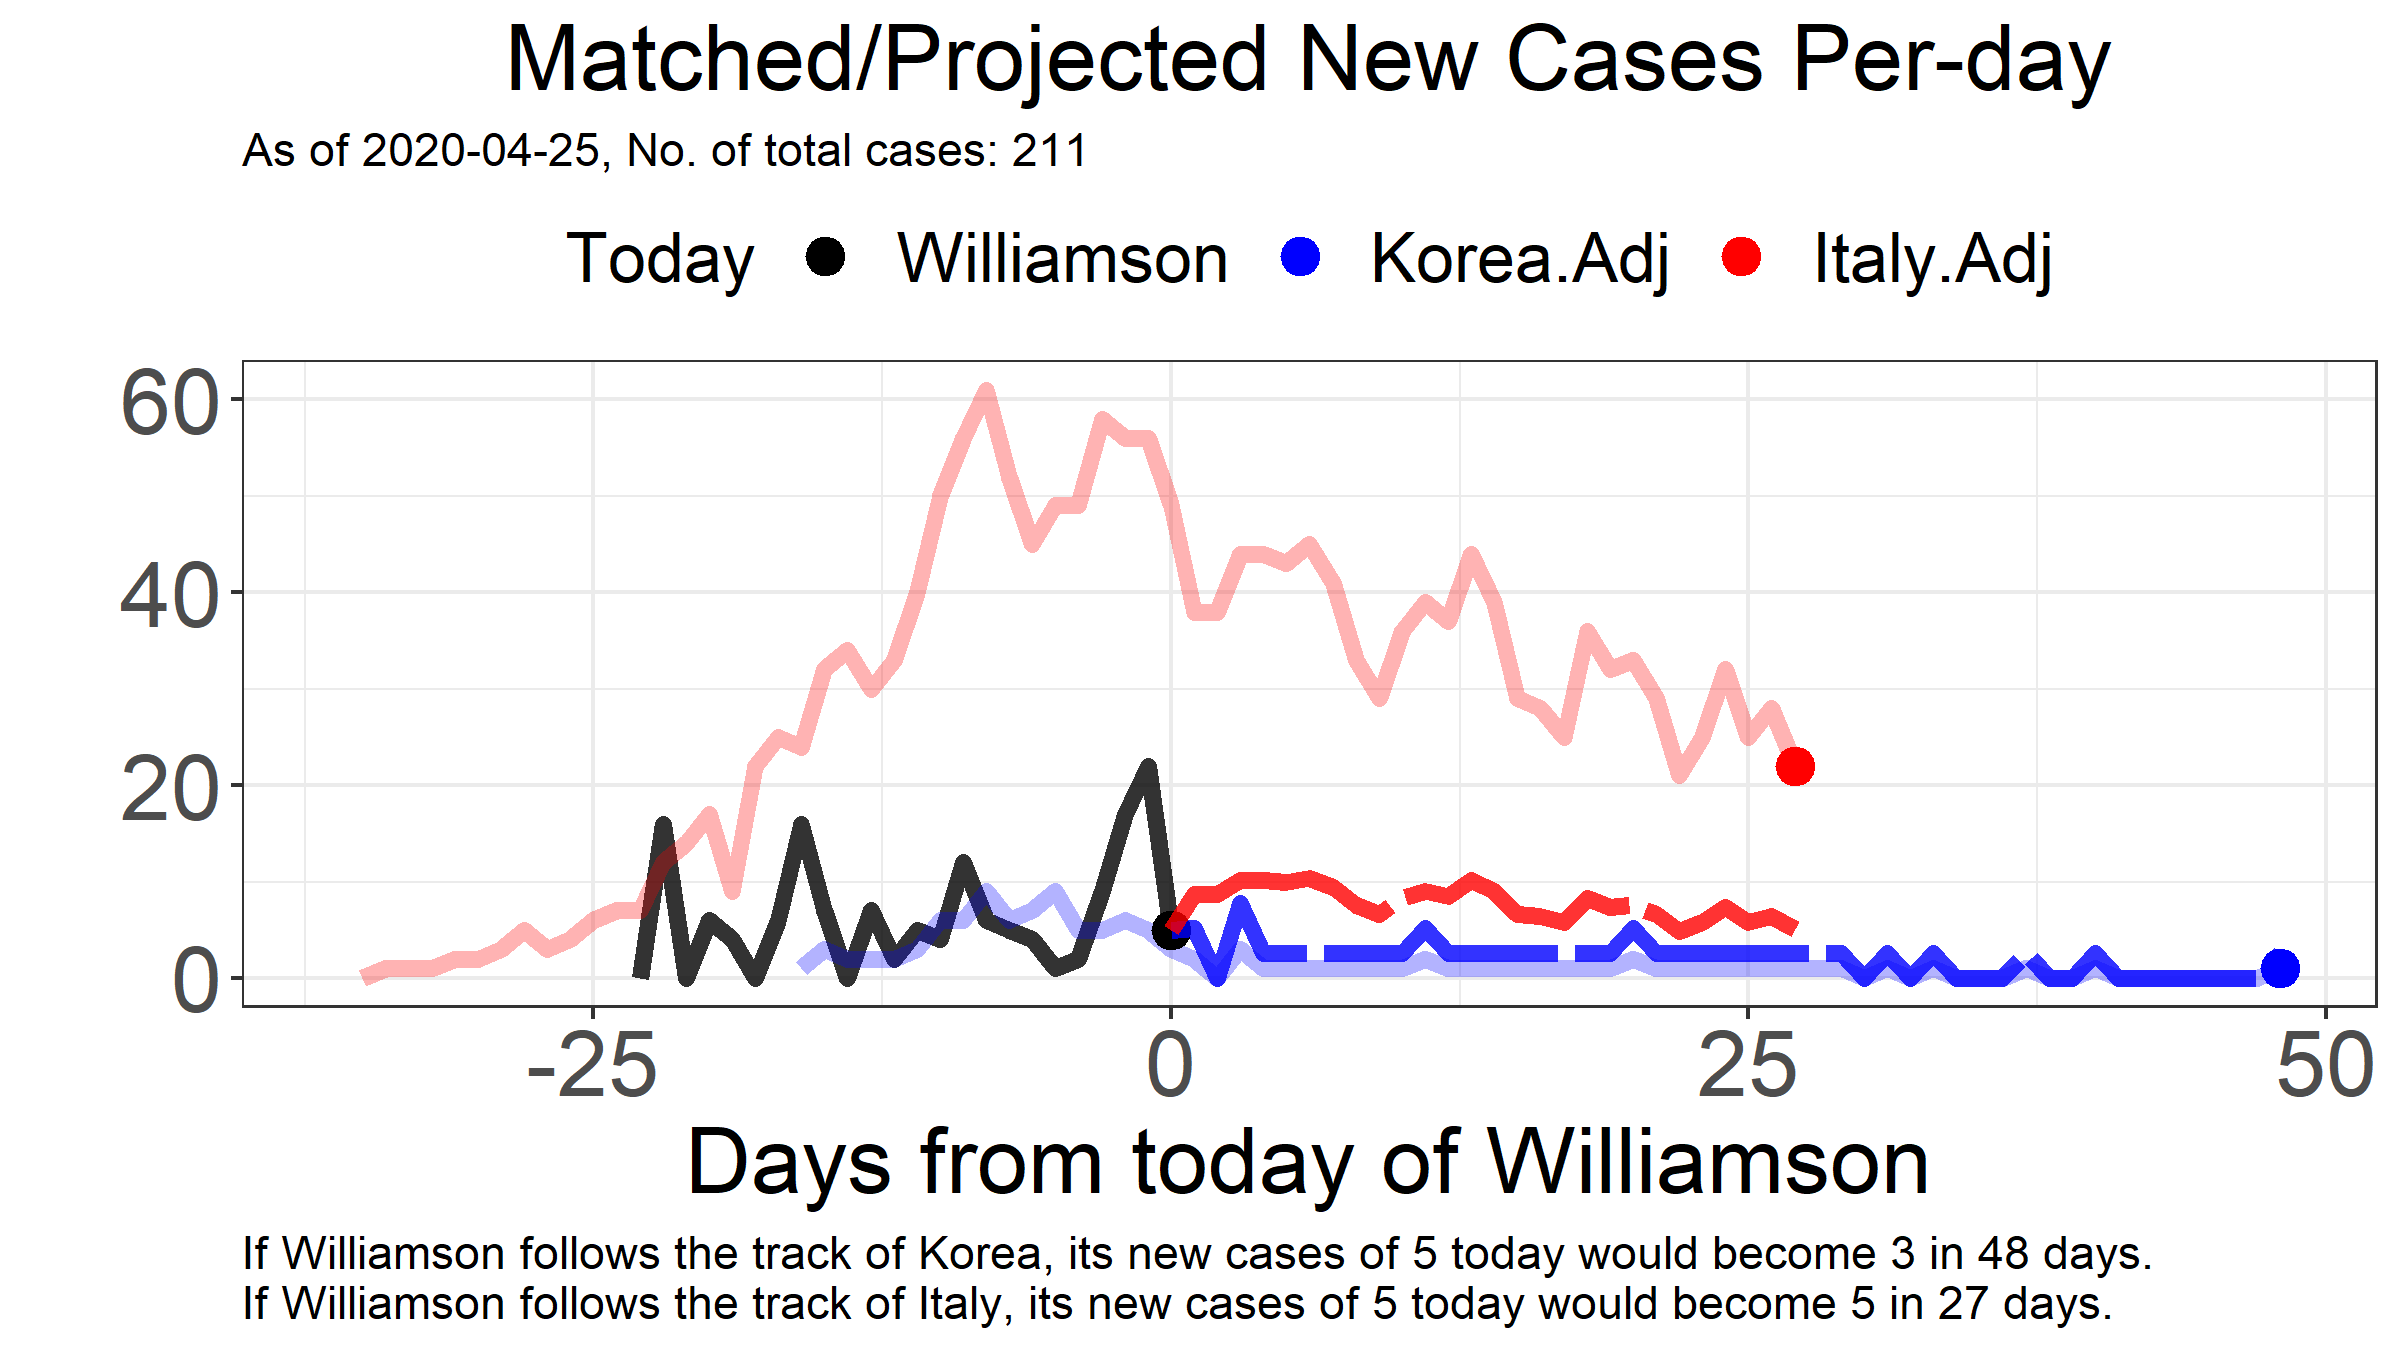 Matched/Projected New Cases Per-day
As of 2020-04-25, No. of total cases: 211
Today Williamson Korea.Adj Italy.Adj
60
40
20
0
-25 0 25 50
Days from today of Williamson
If Williamson follows the track of Korea, its new cases of 5 today would become 3 in 48 days.
If Williamson follows the track of Italy, its new cases of 5 today would become 5 in 27 days.